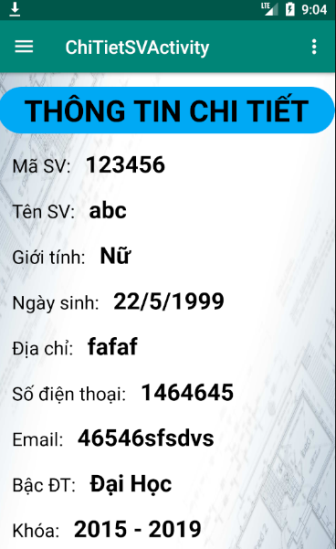 LTE 9:04
ChiTietSVActivity
THÔNG TIN CHI TIẾT
Mã SV: 123456
Tên SV: abc
Giới tính: Nữ
Ngày sinh: 22/5/1999
Địa chỉ: fafaf
Số điện thoại: 1464645
Email: 46546sfsdvs
Bậc ĐT: Đại Học
Khóa: 2015 - 2019